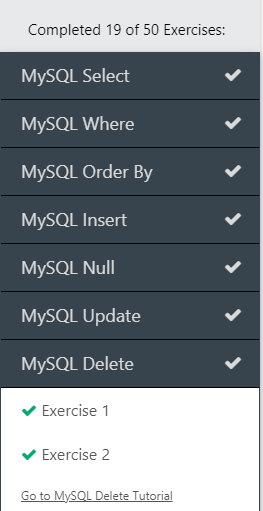 Completed 19 of 50 Exercises:
MySQL Select
MySQL Where
MySQL Order By
MySQL Insert
MySQL Null
MySQL Update
MySQL Delete
Exercise 1
Exercise 2
Go to MySQL Delete Tutorial